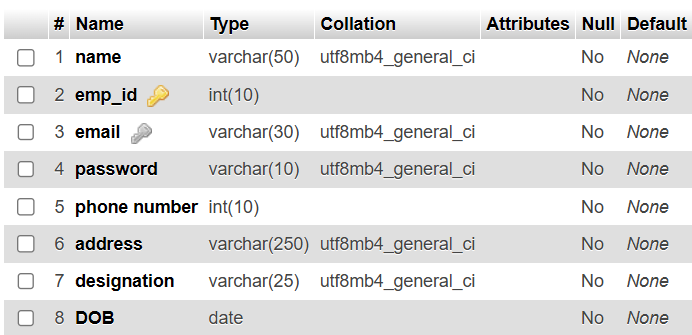 # Name Type Collation Attributes Null Default
1 name varchar(50) utf8mb4_general_ci No None
2 emp_id int(10) No None
3 email varchar(30) utf8mb4_general_ci No None
4 password varchar(10) utf8mb4_general_ci No None
5 phone number int(10) No None
6 address varchar(250) utf8mb4_general_ci No None
7 designation varchar(25) utf8mb4_general_ci No None
8 DOB date No None